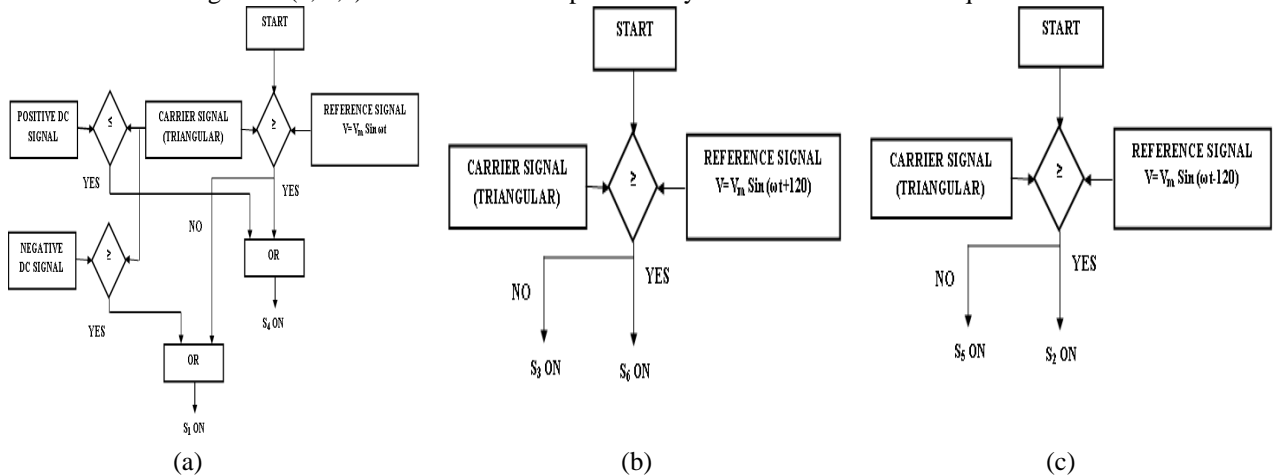 START
POSITIVE DC
SIGNAL
≤
CARRIER SIGNAL
(TRIANGULAR)
≥
REFERENCE SIGNAL
V=Vm Sin ωt
YES
YES
NO
NEGATIVE
DC SIGNAL
≥
OR
YES
S4 ON
OR
S1 ON
(a)
START
CARRIER SIGNAL
(TRIANGULAR)
≥
REFERENCE SIGNAL
V=Vm Sin (ωt+120)
NO
YES
S3 ON
S6 ON
(b)
START
CARRIER SIGNAL
(TRIANGULAR)
≥
REFERENCE SIGNAL
V=Vm Sin (ωt-120)
NO
YES
S5 ON
S2 ON
(c)